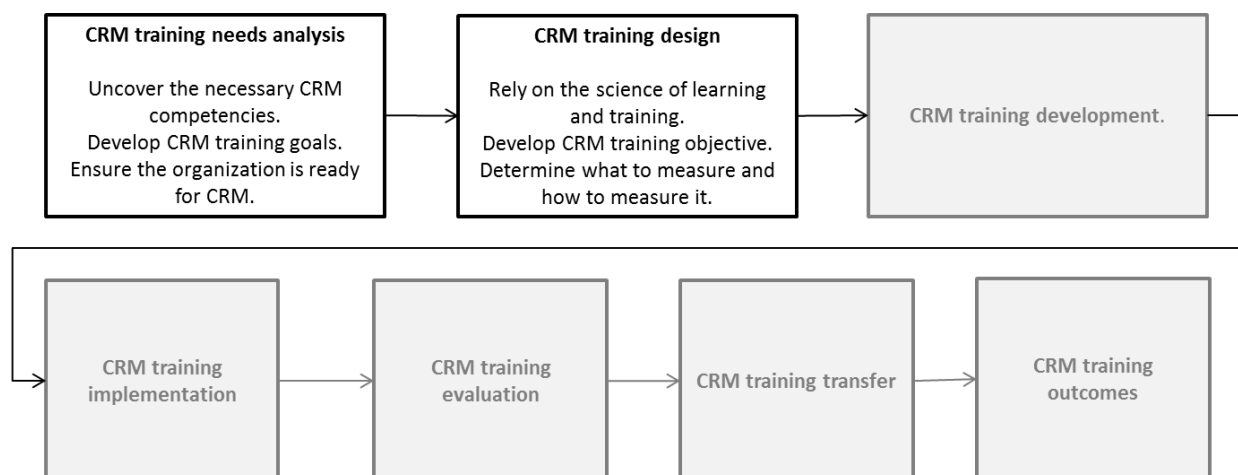 CRM training needs analysis
Uncover the necessary CRM
competencies.
Develop CRM training goals.
Ensure the organization is ready
for CRM.
CRM training design
Rely on the science of learning
and training.
Develop CRM training objective.
Determine what to measure and
how to measure it.
CRM training development.
CRM training
implementation
CRM training
evaluation
CRM training transfer
CRM training
outcomes